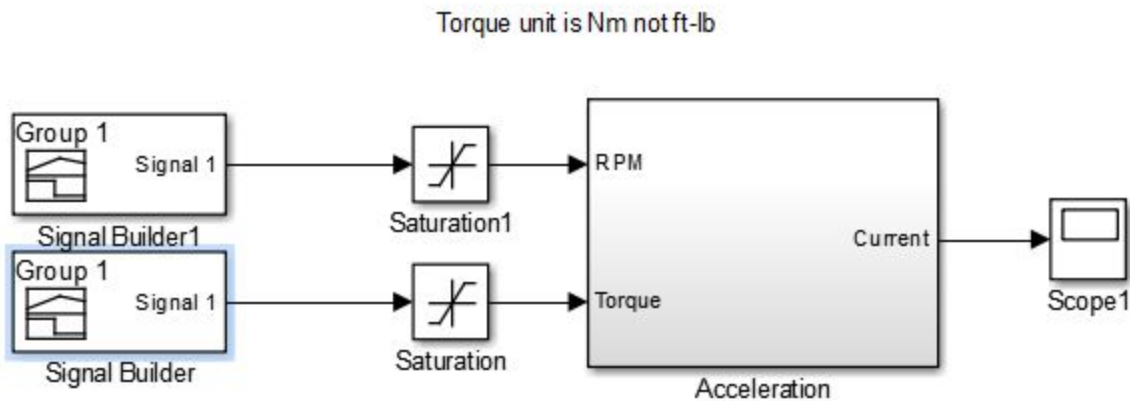 Torque unit is Nm not ft-lb
Group 1
Signal 1
Signal Builder1
Saturation1
RPM
Group 1
Signal 1
Signal Builder
Saturation
Torque
Current
Acceleration
Scope1